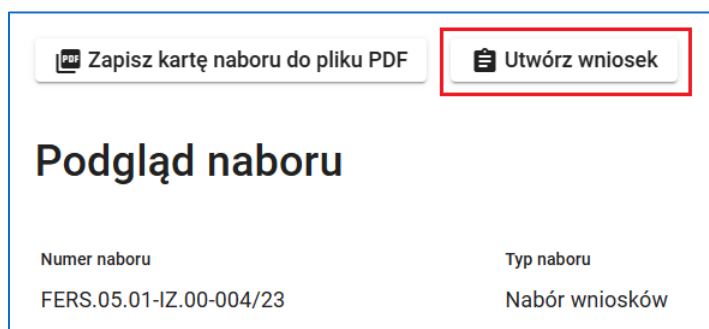 Zapisz kartę naboru do pliku PDF
Utwórz wniosek
Podgląd naboru
Numer naboru
Typ naboru
FERS.05.01-IZ.00-004/23
Nabór wniosków